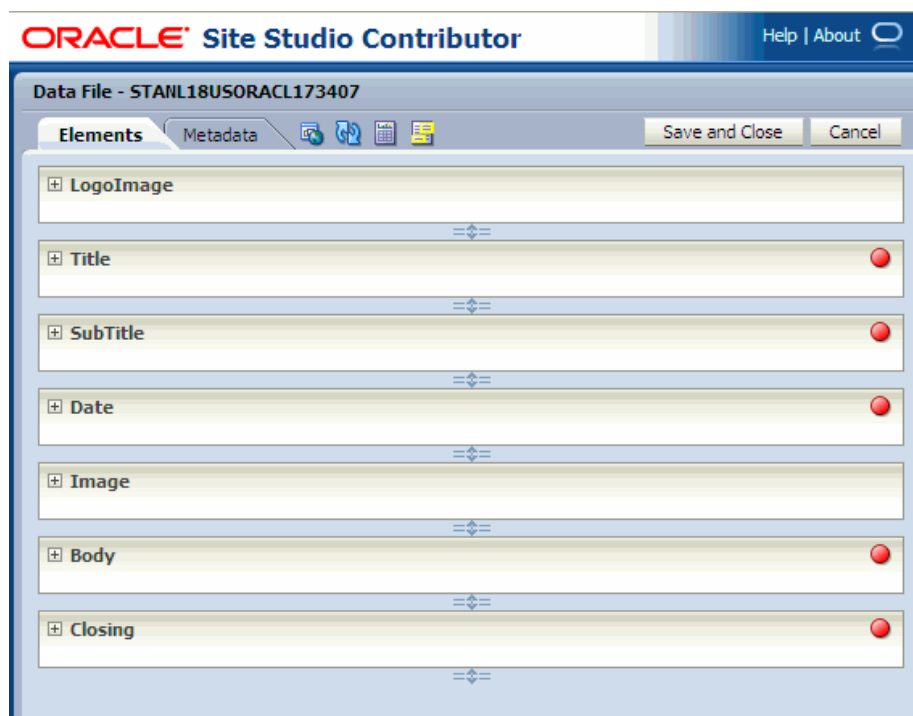 ORACLE Site Studio Contributor
Help | About
Data File - STANL18USORACL173407
Elements Metadata Save and Close Cancel
LogoImage
Title
SubTitle
Date
Image
Body
Closing